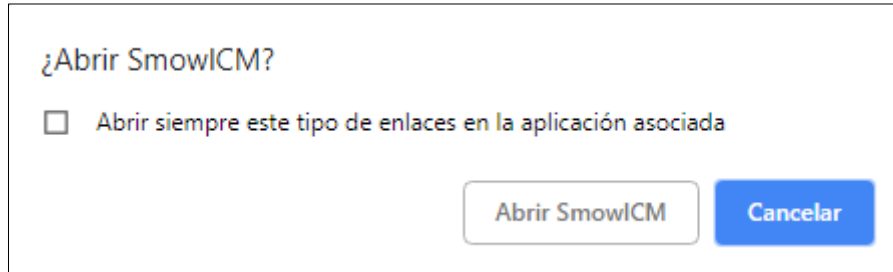 ¿Abrir SmowlCM?
Abrir siempre este tipo de enlaces en la aplicación asociada
Abrir SmowlCM
Cancelar